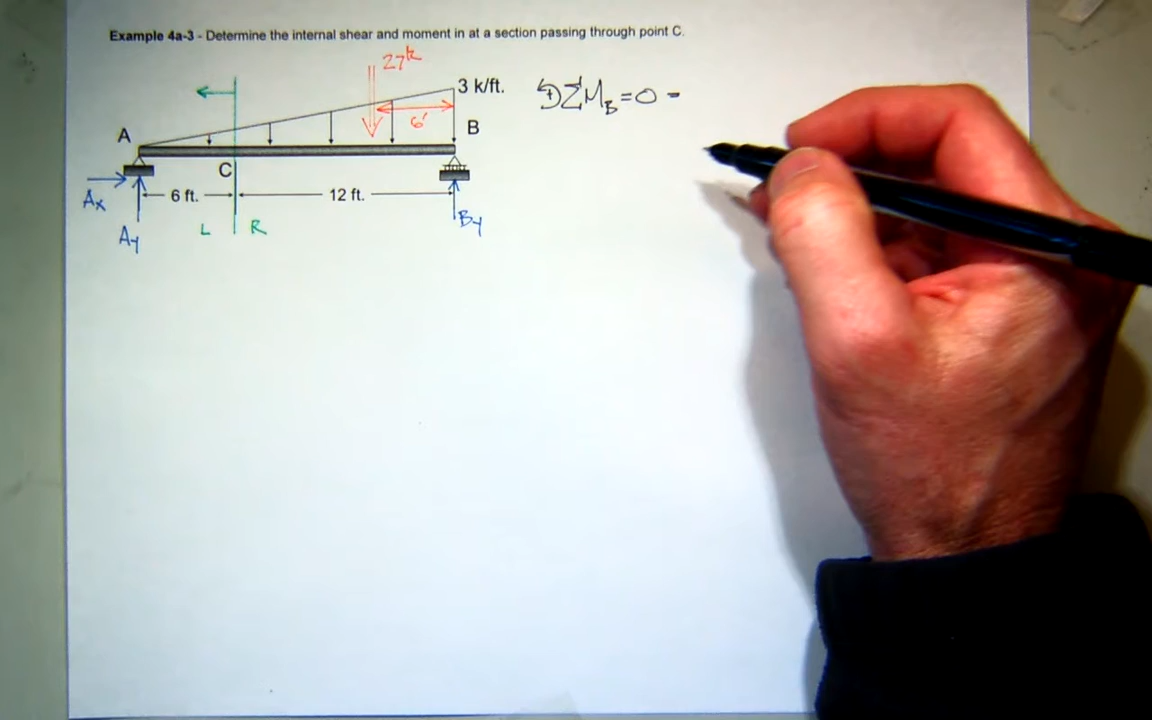 Example 4a-3 - Determine the internal shear and moment in at a section passing through point C.
27k
3 k/ft.
ΣM_B=0 =
6'
A
B
C
6 ft.
12 ft.
Ax
Ay
L
R
By